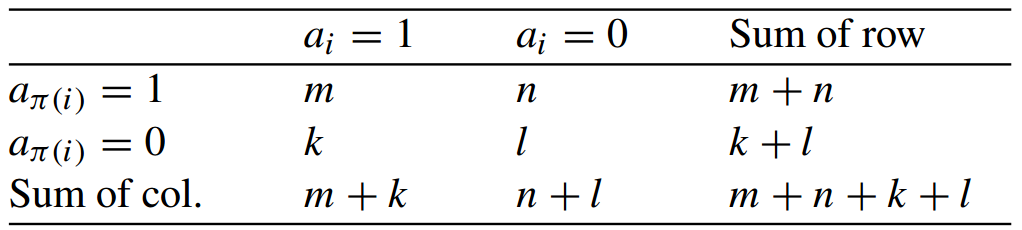 a_i = 1 a_i = 0 Sum of row
a_{π(i)} = 1 m n m + n
a_{π(i)} = 0 k l k + l
Sum of col. m + k n + l m + n + k + l